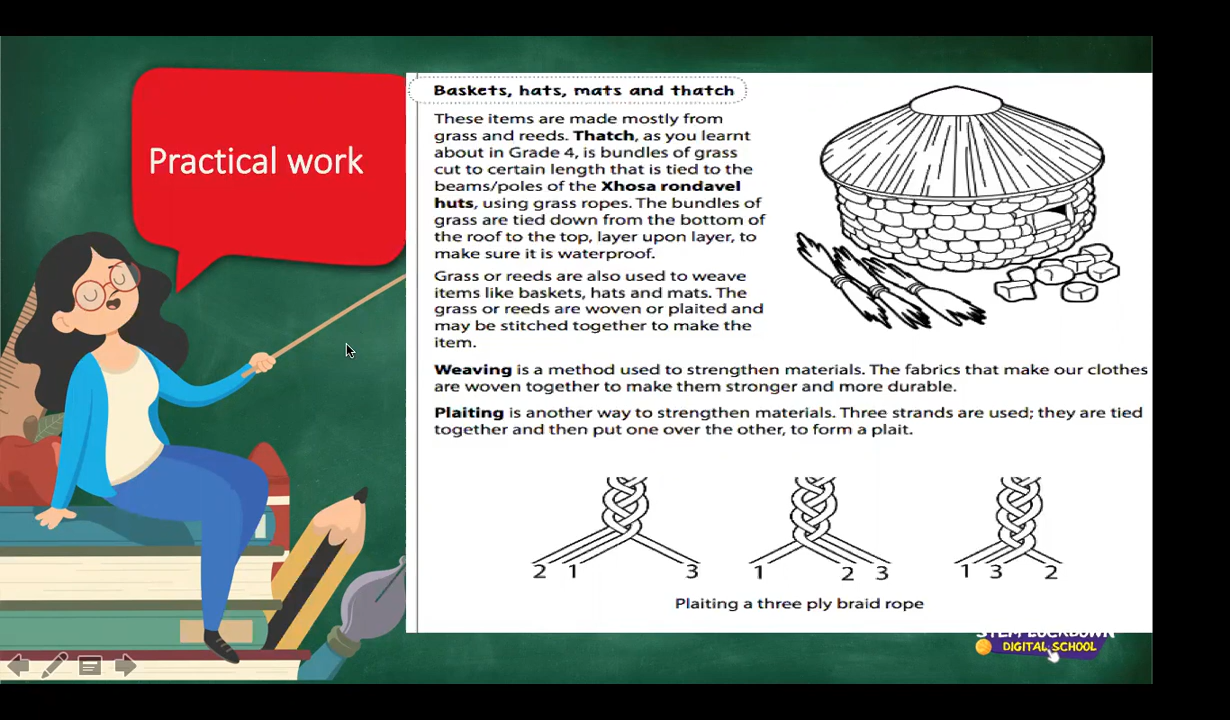 Practical work
Baskets, hats, mats and thatch
These items are made mostly from
grass and reeds. Thatch, as you learnt
about in Grade 4, is bundles of grass
cut to certain length that is tied to the
beams/poles of the Xhosa rondavel
huts, using grass ropes. The bundles of
grass are tied down from the bottom of
the roof to the top, layer upon layer, to
make sure it is waterproof.
Grass or reeds are also used to weave
items like baskets, hats and mats. The
grass or reeds are woven or plaited and
may be stitched together to make the
item.
Weaving is a method used to strengthen materials. The fabrics that make our clothes
are woven together to make them stronger and more durable.
Plaiting is another way to strengthen materials. Three strands are used; they are tied
together and then put one over the other, to form a plait.
2 1 3 1 2 3 1 3 2
Plaiting a three ply braid rope
STEM LOCKDOWN
DIGITAL SCHOOL